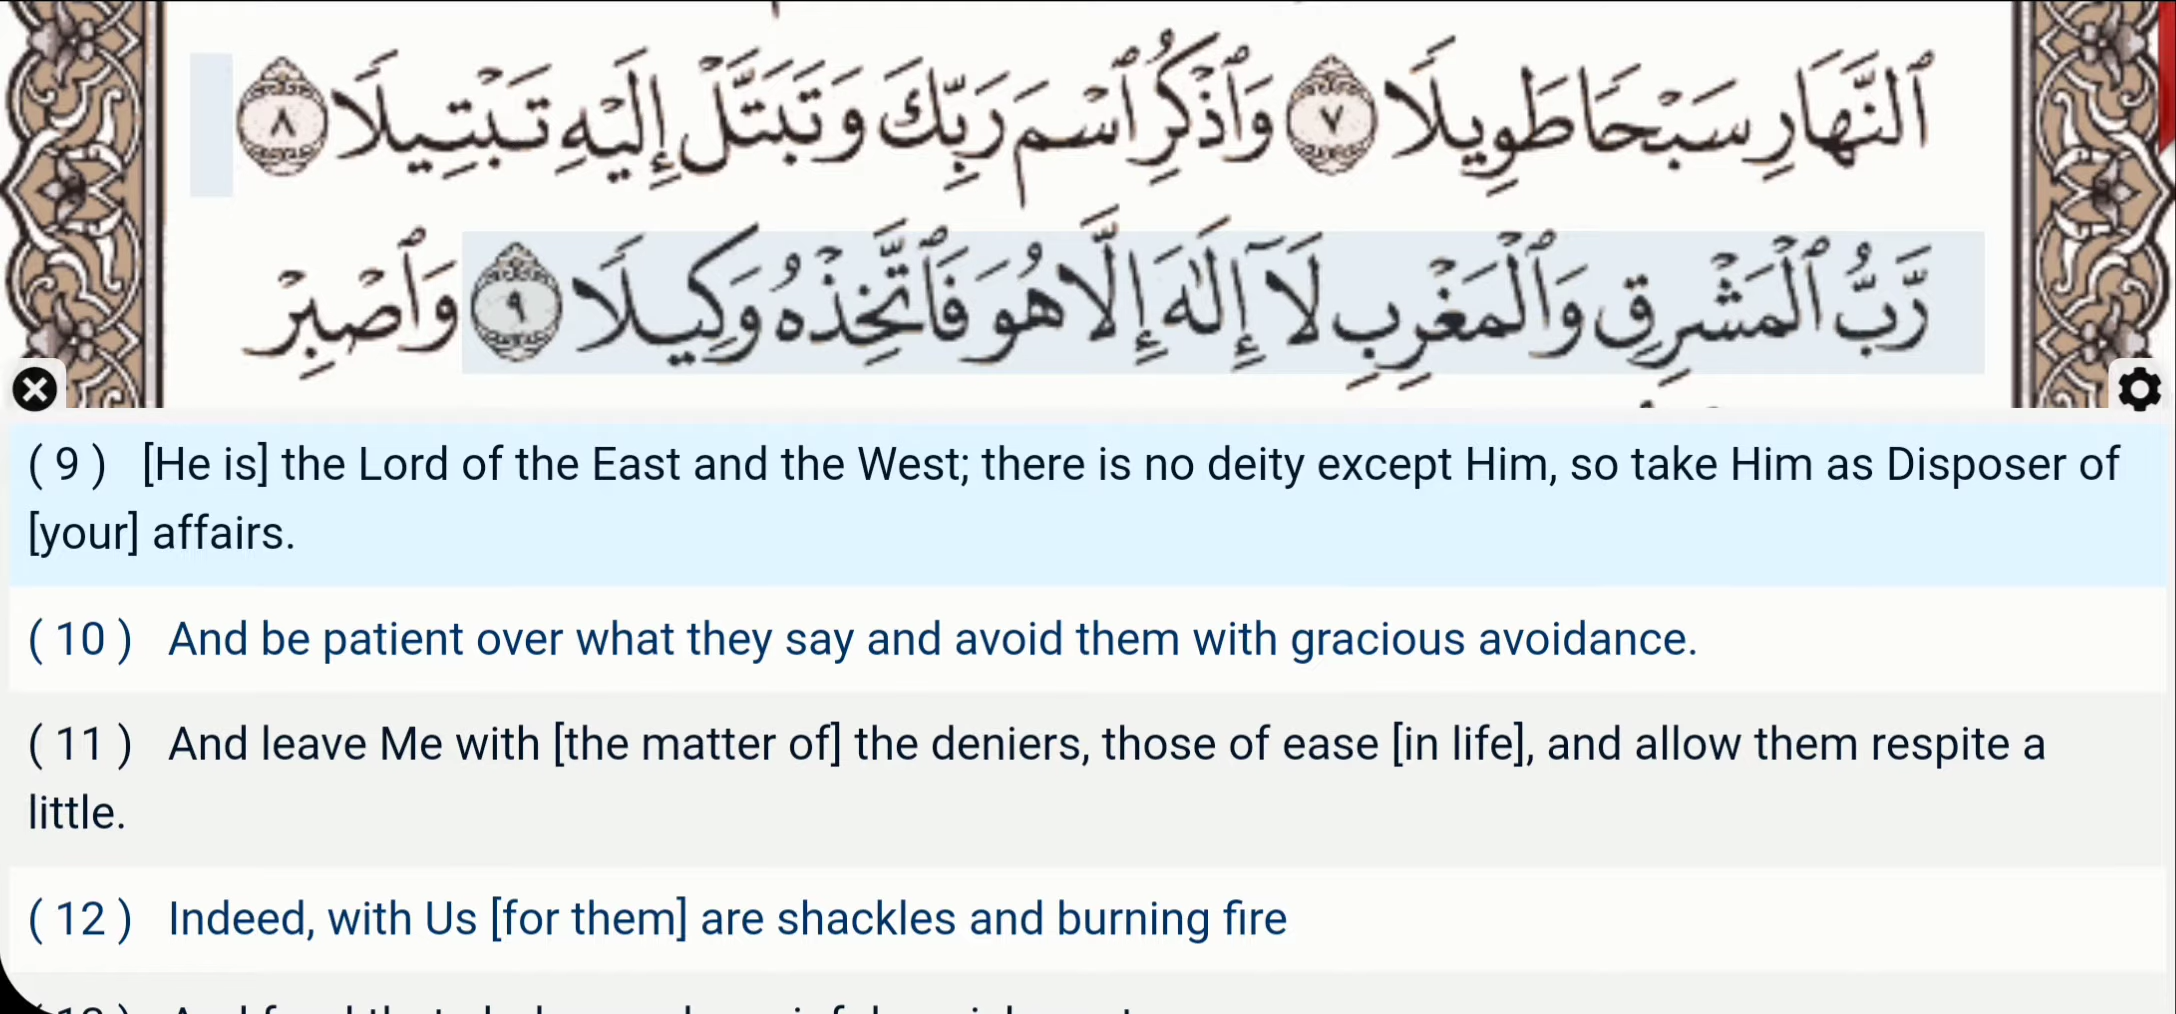 ٱلنَّهَارِ سَبْحًا طَوِيلًا ٧ وَٱذْكُرِ ٱسْمَ رَبِّكَ وَتَبَتَّلْ إِلَيْهِ تَبْتِيلًا ٨
رَّبُّ ٱلْمَشْرِقِ وَٱلْمَغْرِبِ لَآ إِلَٰهَ إِلَّا هُوَ فَٱتَّخِذْهُ وَكِيلًا ٩ وَٱصْبِرْ
( 9 ) [He is] the Lord of the East and the West; there is no deity except Him, so take Him as Disposer of
[your] affairs.
( 10 ) And be patient over what they say and avoid them with gracious avoidance.
( 11 ) And leave Me with [the matter of] the deniers, those of ease [in life], and allow them respite a
little.
( 12 ) Indeed, with Us [for them] are shackles and burning fire